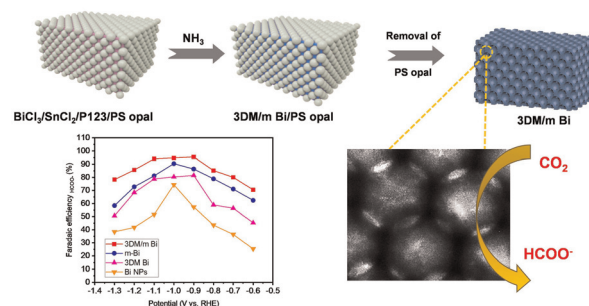 NH3
Removal of
PS opal
BiCl3/SnCl2/P123/PS opal
3DM/m Bi/PS opal
3DM/m Bi
Faradaic efficiency HCOO- (%)
100
90
80
70
60
50
40
30
20
10
0
3DM/m Bi
m-Bi
3DM Bi
Bi NPs
-1.4 -1.3 -1.2 -1.1 -1.0 -0.9 -0.8 -0.7 -0.6 -0.5
Potential (V vs. RHE)
CO2
HCOO-